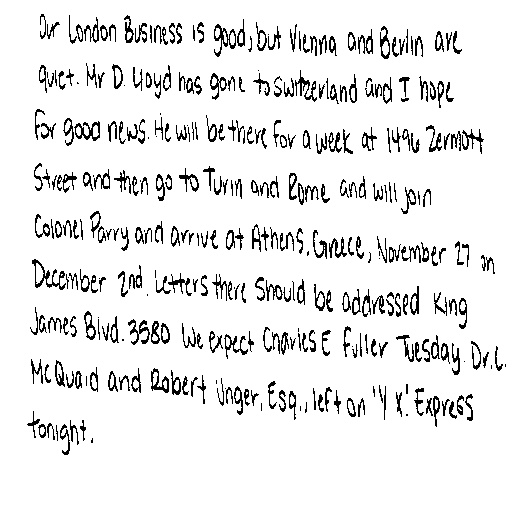 Our London Business is good, but Vienna and Berlin are
quiet. Mr D. Lloyd has gone to Switzerland and I hope
for good news. He will be there for a week at 1496 Zermott
Street and then go to Turin and Rome and will join
Colonel Parry and arrive at Athens, Greece, November 27 on
December 2nd. Letters there should be addressed King
James Blvd. 3580 We expect Charles E Fuller Tuesday. Dr. L.
McQuaid and Robert Unger, Esq., left on 'Y X'. Express
tonight.